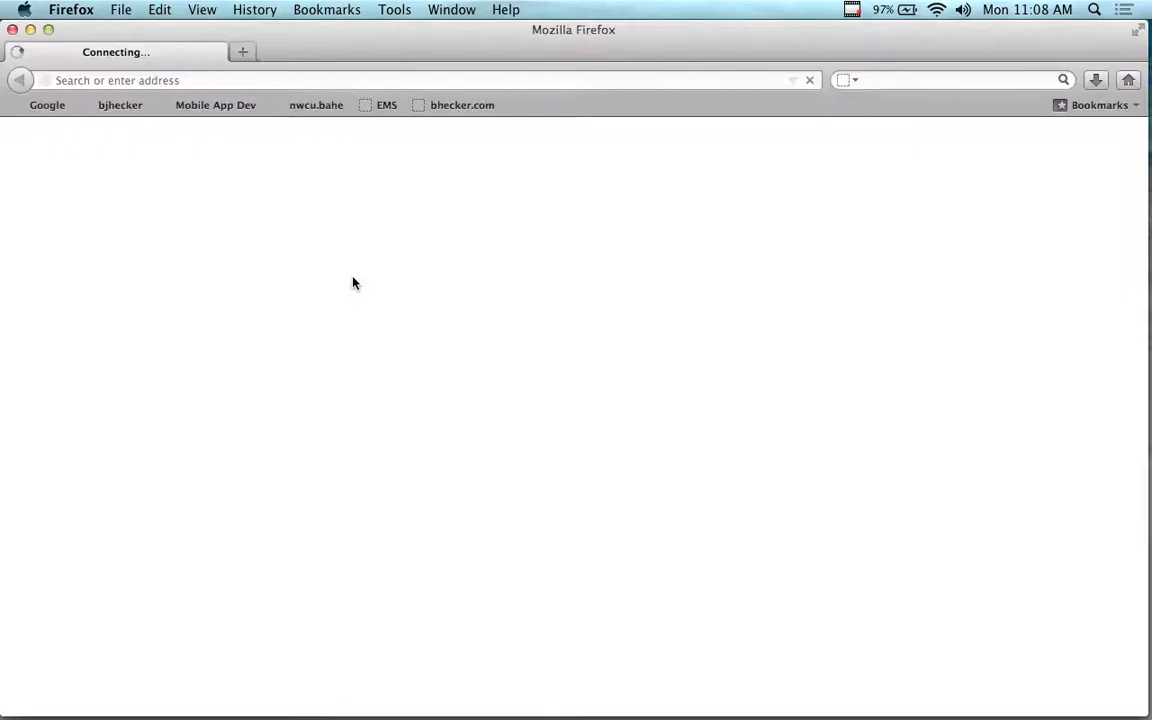 Firefox File Edit View History Bookmarks Tools Window Help 97% Mon 11:08 AM
Mozilla Firefox
Connecting...
Search or enter address
Google bjhecker Mobile App Dev nwcu.bahe EMS bhecker.com Bookmarks